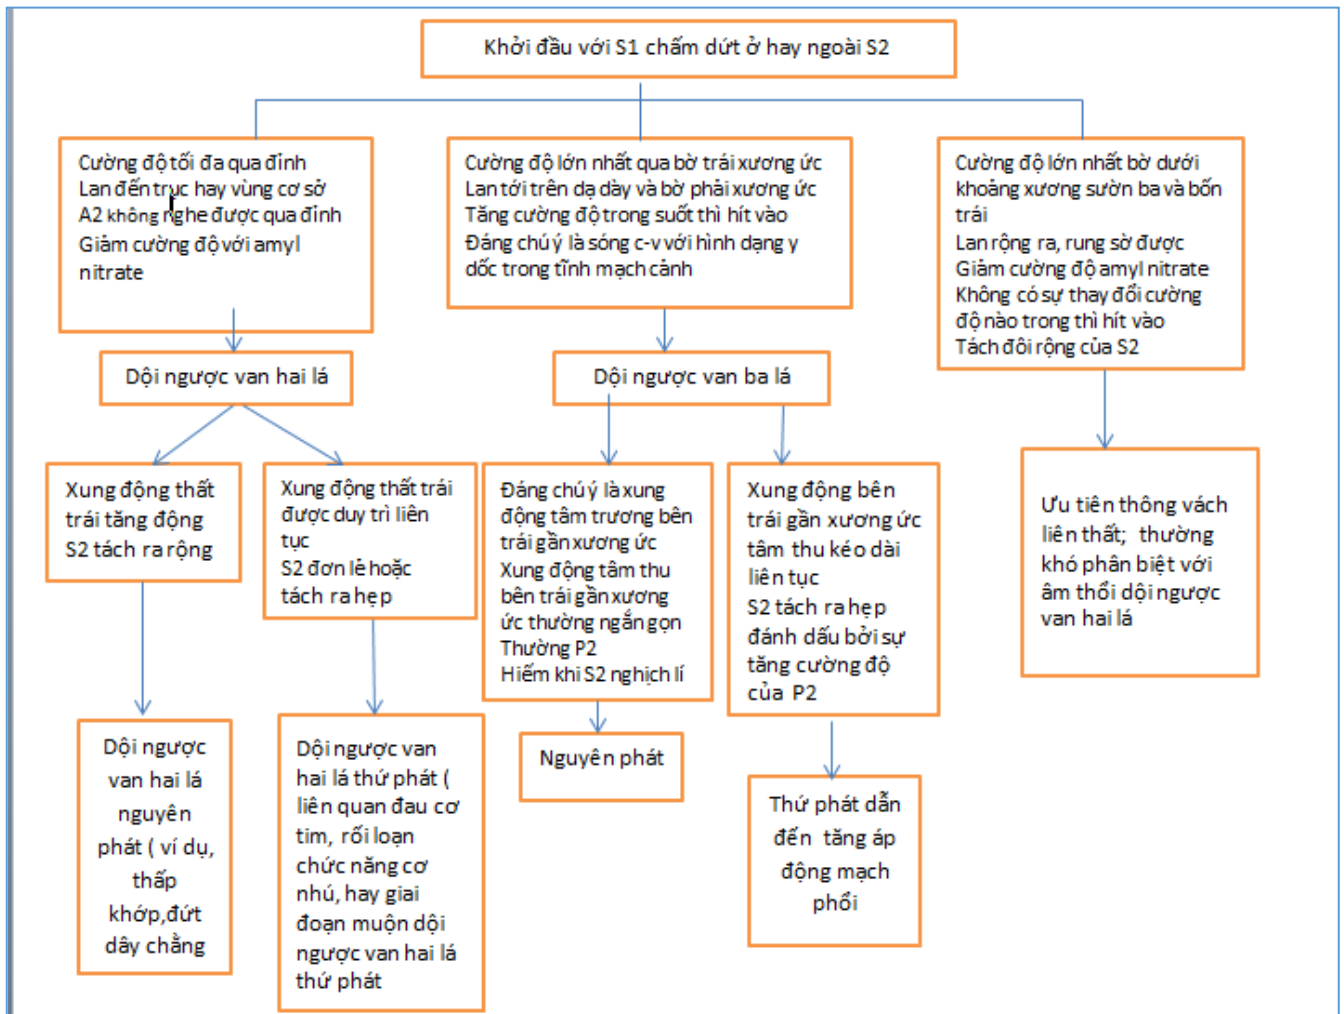 Khởi đầu với S1 chấm dứt ở hay ngoài S2
Cường độ tối đa qua đỉnh
Lan đến trục hay vùng cơ sở
A2 không nghe được qua đỉnh
Giảm cường độ với amyl
nitrate
Cường độ lớn nhất qua bờ trái xương ức
Lan tới trên dạ dày và bờ phải xương ức
Tăng cường độ trong suốt thì hít vào
Đáng chú ý là sóng c-v với hình dạng y
dốc trong tĩnh mạch cảnh
Cường độ lớn nhất bờ dưới
khoảng xương sườn ba và bốn
trái
Lan rộng ra, rung sờ được
Giảm cường độ amyl nitrate
Không có sự thay đổi cường
độ nào trong thì hít vào
Tách đôi rộng của S2
Dội ngược van hai lá
Dội ngược van ba lá
Xung động thất
trái tăng động
S2 tách ra rộng
Xung động thất trái
được duy trì liên
tục
S2 đơn lẻ hoặc
tách ra hẹp
Đáng chú ý là xung
động tâm trương bên
trái gần xương ức
Xung động tâm thu
bên trái gần xương
ức thường ngắn gọn
Thường P2
Hiếm khi S2 nghịch lí
Xung động bên
trái gần xương ức
tâm thu kéo dài
liên tục
S2 tách ra hẹp
đánh dấu bởi sự
tăng cường độ
của P2
Ưu tiên thông vách
liên thất; thường
khó phân biệt với
âm thổi dội ngược
van hai lá
Dội ngược
van hai lá
nguyên
phát ( ví dụ,
thấp
khớp,đứt
dây chằng
Dội ngược van
hai lá thứ phát (
liên quan đau cơ
tim, rối loạn
chức năng cơ
nhú, hay giai
đoạn muộn dội
ngược van hai lá
thứ phát
Nguyên phát
Thứ phát dẫn
đến tăng áp
động mạch
phổi